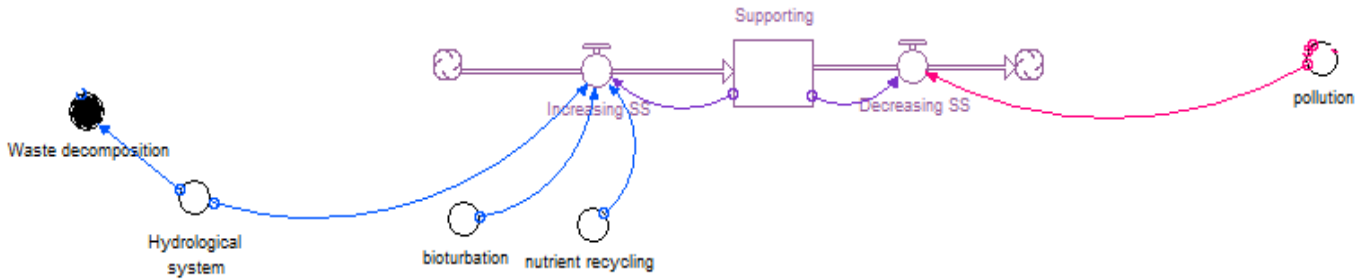 Supporting
Increasing SS
Decreasing SS
pollution
Waste decomposition
Hydrological
system
bioturbation
nutrient recycling